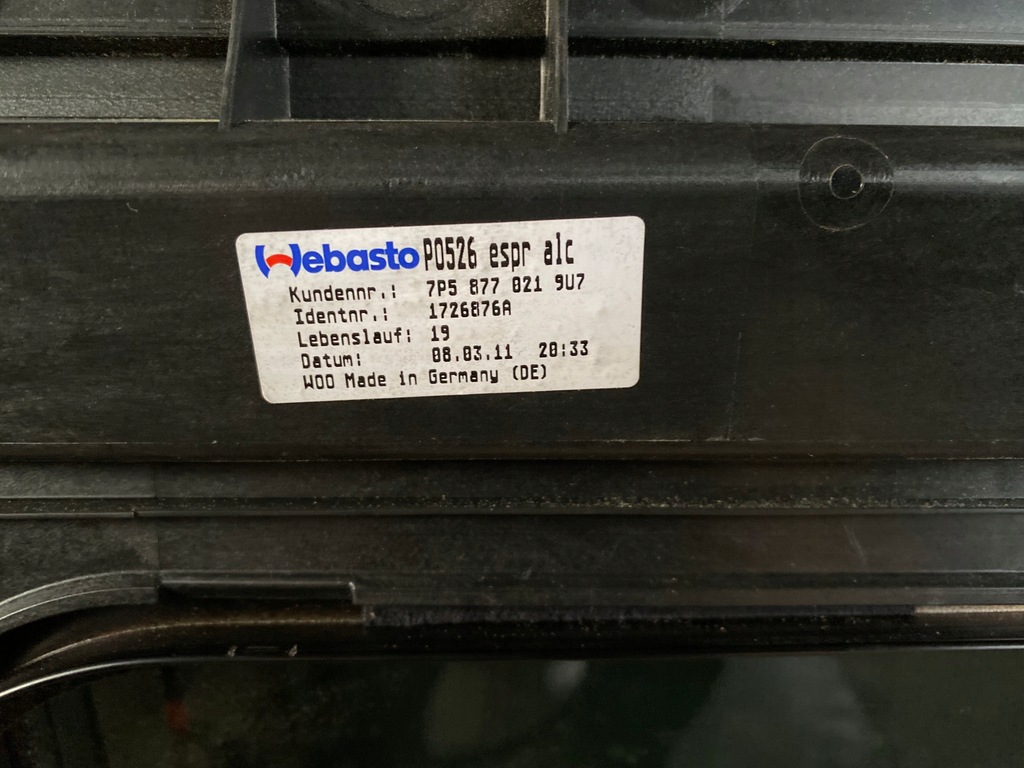 Webasto P0526 espr alc
Kundennr.: 7P5 877 021 9U7
Identnr.: 1726876A
Lebenslauf: 19
Datum: 08.03.11 20:33
W00 Made in Germany (DE)